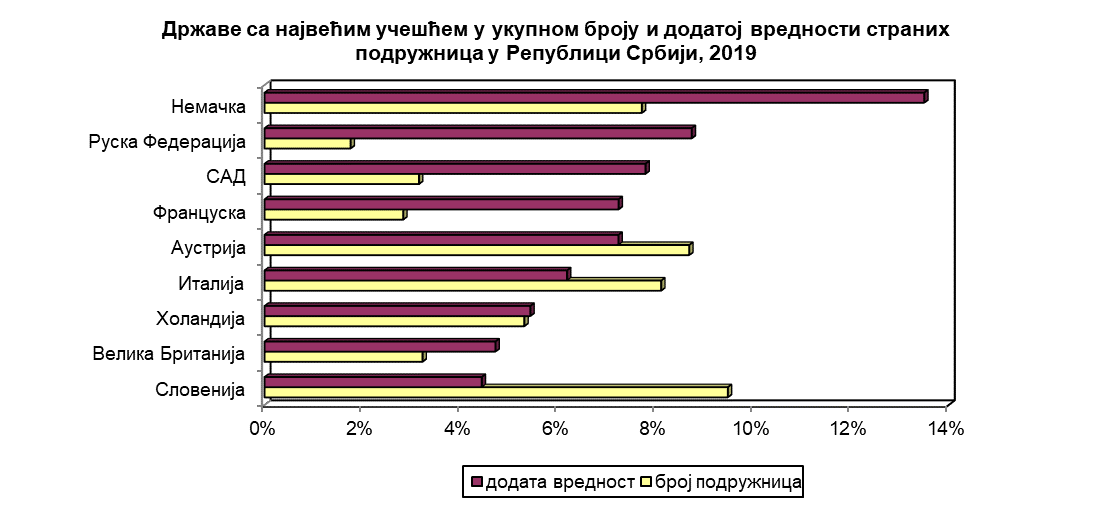 Државе са највећим учешћем у укупном броју и додатој вредности страних
подружница у Републици Србији, 2019
Немачка
Руска Федерација
САД
Француска
Аустрија
Италија
Холандија
Велика Британија
Словенија
0% 2% 4% 6% 8% 10% 12% 14%
додата вредност број подружница